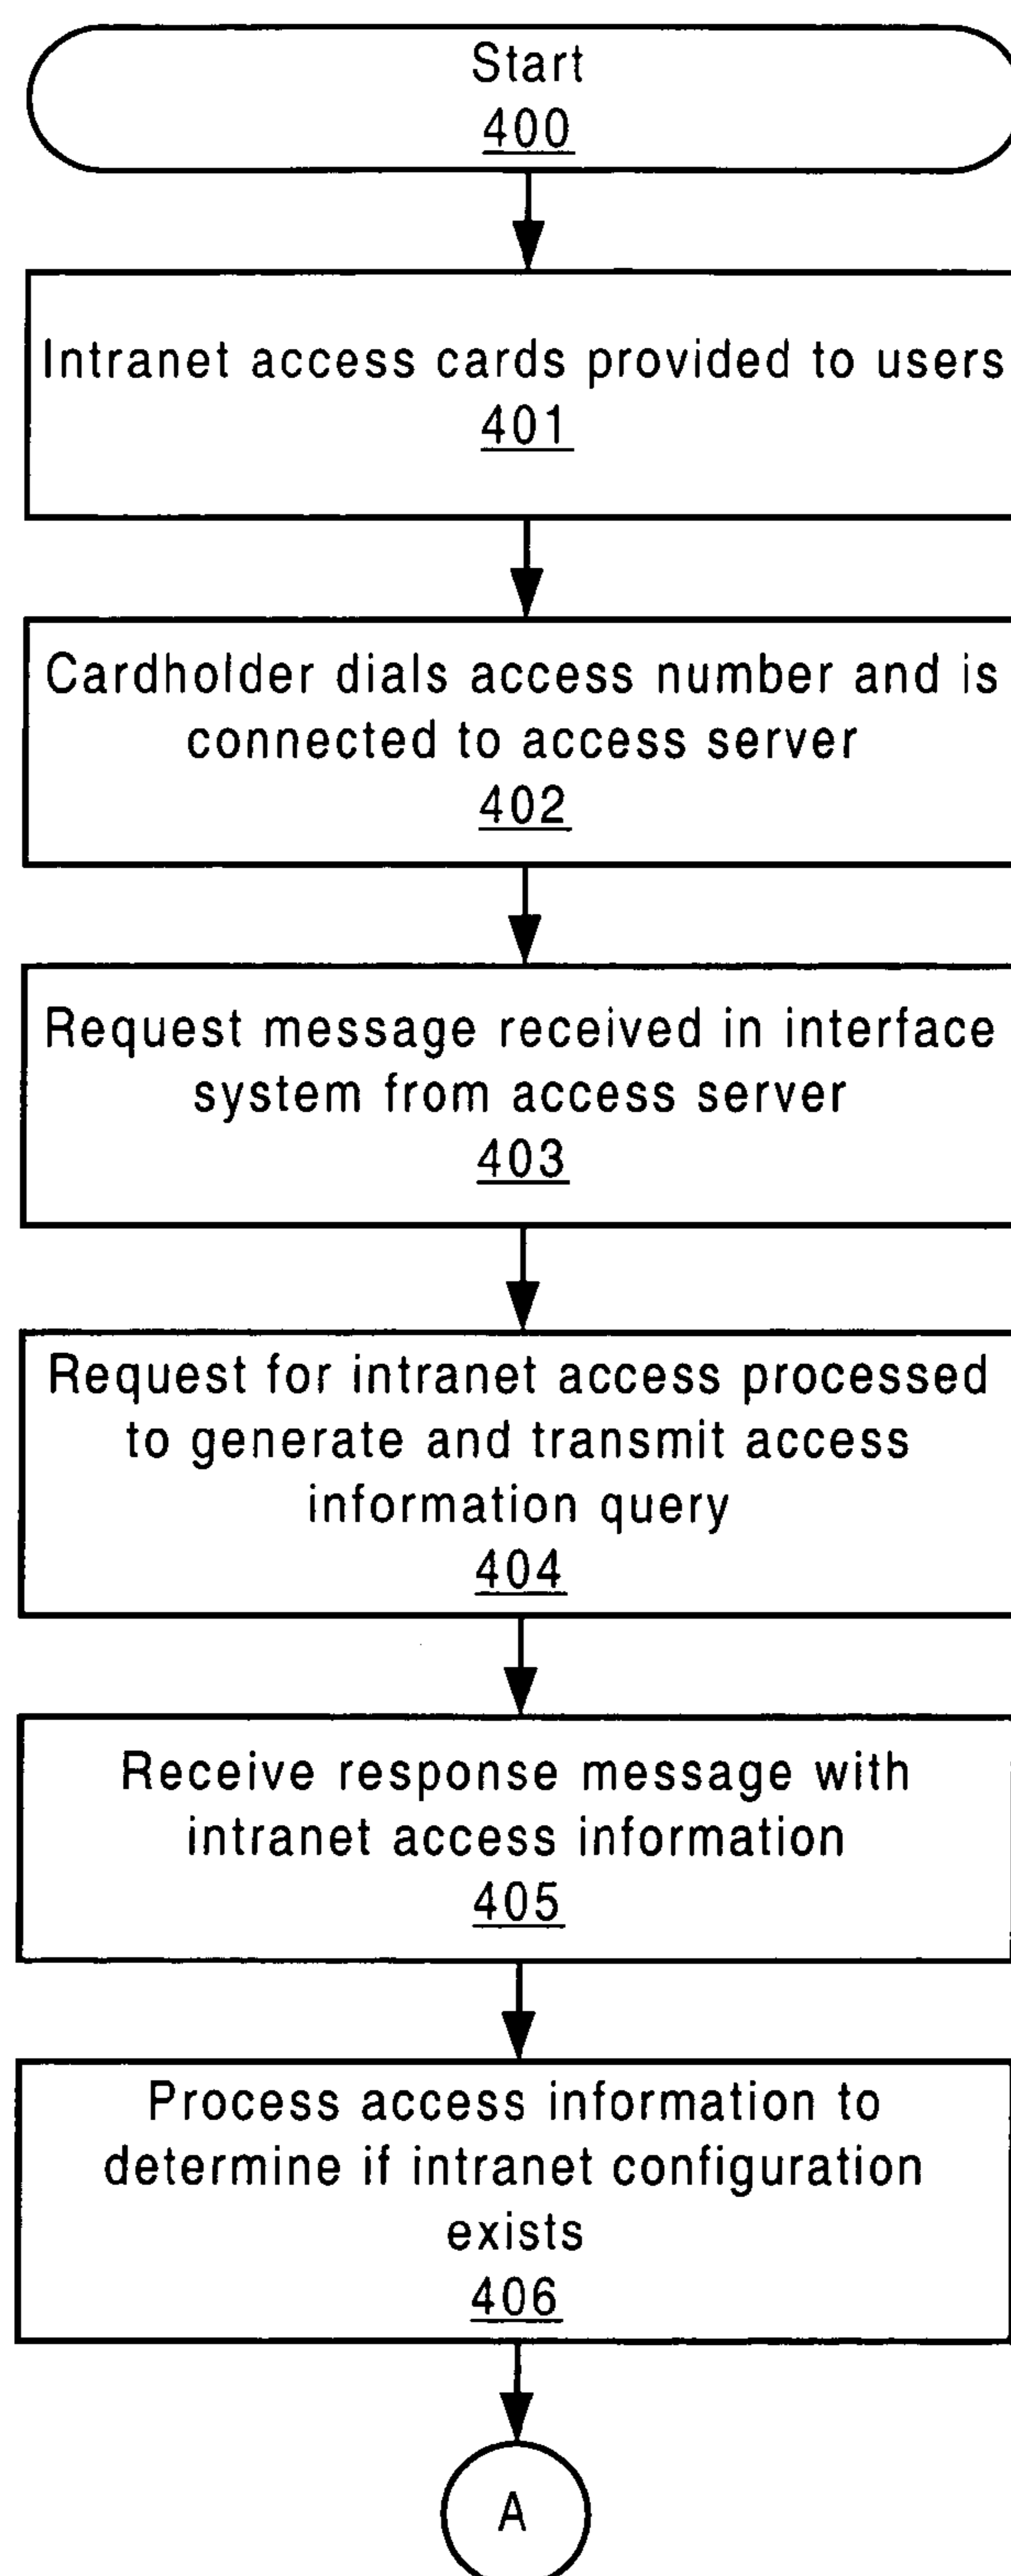 Start
400
Intranet access cards provided to users
401
Cardholder dials access number and is
connected to access server
402
Request message received in interface
system from access server
403
Request for intranet access processed
to generate and transmit access
information query
404
Receive response message with
intranet access information
405
Process access information to
determine if intranet configuration
exists
406
A